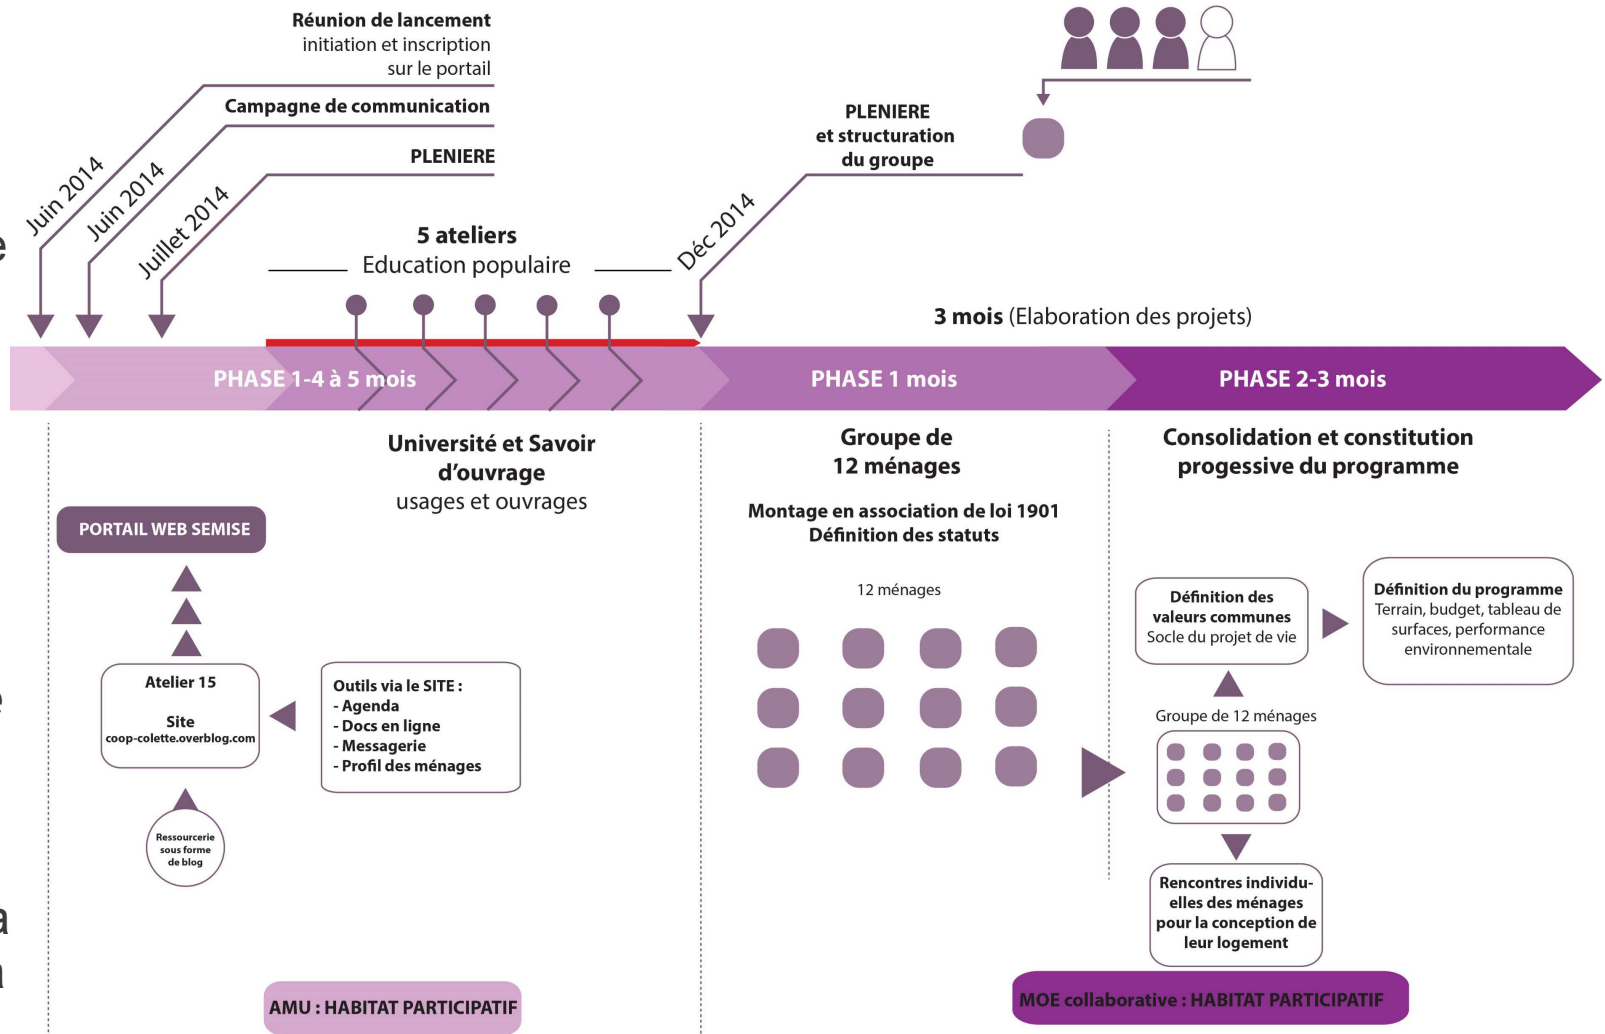 Réunion de lancement
initiation et inscription
sur le portail
Campagne de communication
PLENIERE
Juin 2014
Juin 2014
Juillet 2014
5 ateliers
Education populaire
Déc 2014
PLENIERE
et structuration
du groupe
3 mois (Elaboration des projets)
PHASE 1-4 à 5 mois
PHASE 1 mois
PHASE 2-3 mois
Université et Savoir
d'ouvrage
usages et ouvrages
PORTAIL WEB SEMISE
Atelier 15
Site
coop-colette.overblog.com
Outils via le SITE :
- Agenda
- Docs en ligne
- Messagerie
- Profil des ménages
Ressourcerie
sous forme
de blog
AMU : HABITAT PARTICIPATIF
Groupe de
12 ménages
Montage en association de loi 1901
Définition des statuts
12 ménages
Consolidation et constitution
progessive du programme
Définition des
valeurs communes
Socle du projet de vie
Définition du programme
Terrain, budget, tableau de
surfaces, performance
environnementale
Groupe de 12 ménages
Rencontres individu-
elles des ménages
pour la conception de
leur logement
MOE collaborative : HABITAT PARTICIPATIF